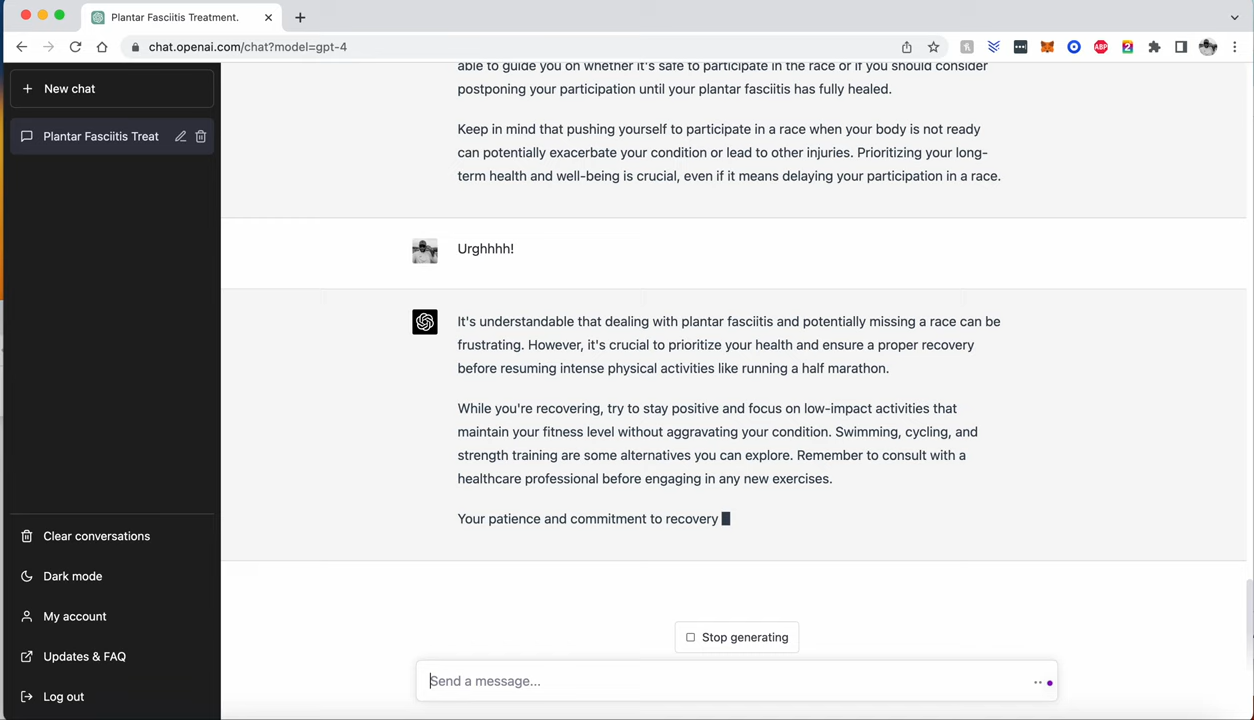 Plantar Fasciitis Treatment.
chat.openai.com/chat?model=gpt-4
ABP
2
New chat
Plantar Fasciitis Treat
Clear conversations
Dark mode
My account
Updates & FAQ
Log out
able to guide you on whether it's safe to participate in the race or if you should consider
postponing your participation until your plantar fasciitis has fully healed.
Keep in mind that pushing yourself to participate in a race when your body is not ready
can potentially exacerbate your condition or lead to other injuries. Prioritizing your long-
term health and well-being is crucial, even if it means delaying your participation in a race.
Urghhhh!
It's understandable that dealing with plantar fasciitis and potentially missing a race can be
frustrating. However, it's crucial to prioritize your health and ensure a proper recovery
before resuming intense physical activities like running a half marathon.
While you're recovering, try to stay positive and focus on low-impact activities that
maintain your fitness level without aggravating your condition. Swimming, cycling, and
strength training are some alternatives you can explore. Remember to consult with a
healthcare professional before engaging in any new exercises.
Your patience and commitment to recovery
Stop generating
Send a message...